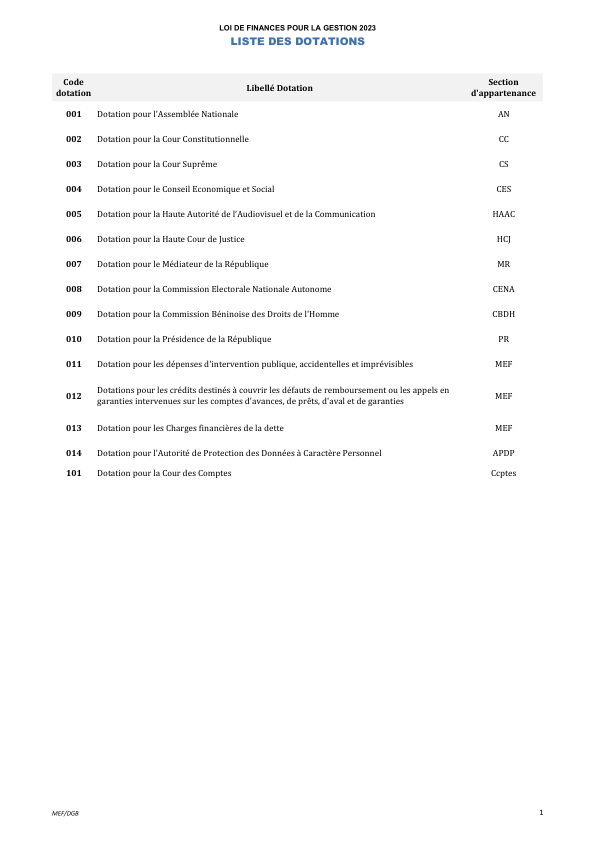 LOI DE FINANCES POUR LA GESTION 2023
LISTE DES DOTATIONS
Code dotation Libellé Dotation Section d'appartenance
001 Dotation pour l'Assemblée Nationale AN
002 Dotation pour la Cour Constitutionnelle CC
003 Dotation pour la Cour Suprême CS
004 Dotation pour le Conseil Economique et Social CES
005 Dotation pour la Haute Autorité de l'Audiovisuel et de la Communication HAAC
006 Dotation pour la Haute Cour de Justice HCJ
007 Dotation pour le Médiateur de la République MR
008 Dotation pour la Commission Electorale Nationale Autonome CENA
009 Dotation pour la Commission Béninoise des Droits de l'Homme CBDH
010 Dotation pour la Présidence de la République PR
011 Dotation pour les dépenses d'intervention publique, accidentelles et imprévisibles MEF
012 Dotations pour les crédits destinés à couvrir les défauts de remboursement ou les appels en
garanties intervenues sur les comptes d'avances, de prêts, d'aval et de garanties MEF
013 Dotation pour les Charges financières de la dette MEF
014 Dotation pour l'Autorité de Protection des Données à Caractère Personnel APDP
101 Dotation pour la Cour des Comptes Ccptes
MEF/DGB 1